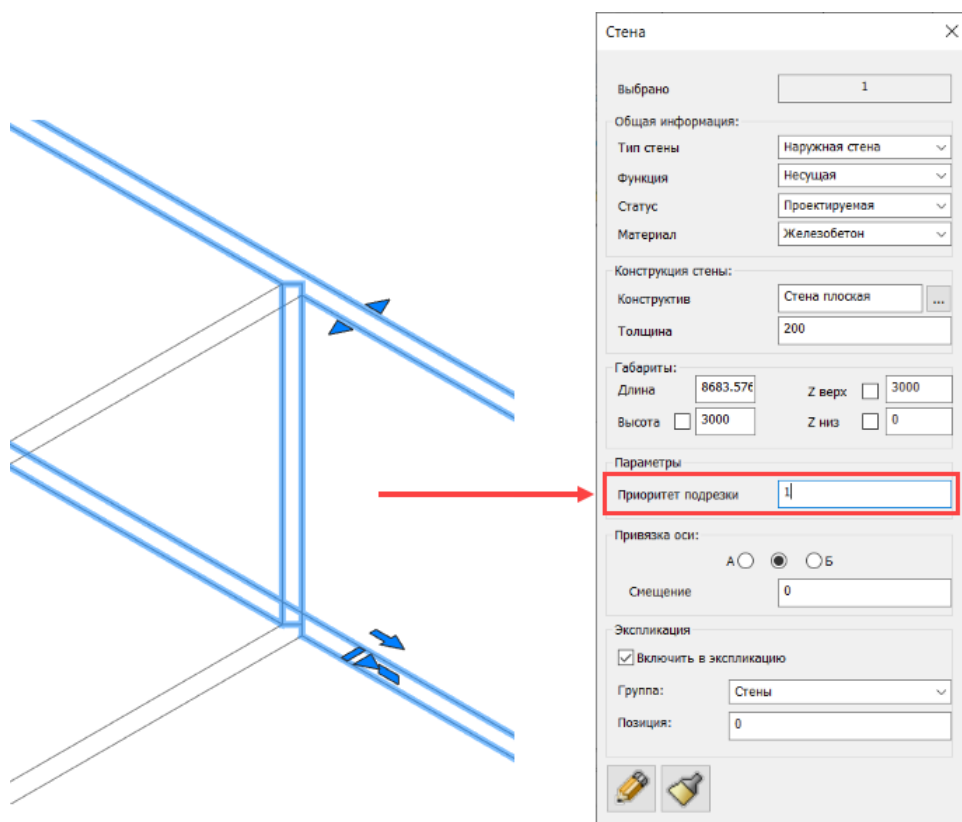 Стена
Выбрано 1
Общая информация:
Тип стены Наружная стена
Функция Несущая
Статус Проектируемая
Материал Железобетон
Конструкция стены:
Конструктив Стена плоская ...
Толщина 200
Габариты:
Длина 8683.576 Z верх 3000
Высота 3000 Z низ 0
Параметры
Приоритет подрезки 1
Привязка оси:
А Б
Смещение 0
Экспликация
Включить в экспликацию
Группа: Стены
Позиция: 0